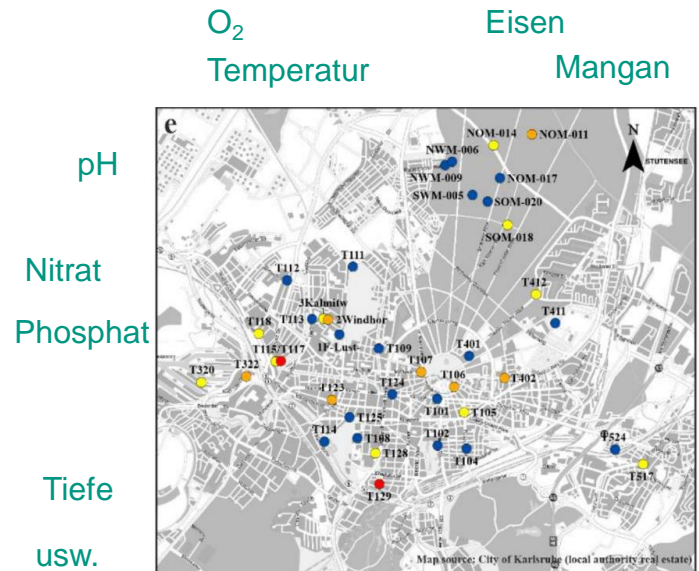 O₂
Eisen
Temperatur
Mangan
pH
Nitrat
Phosphat
Tiefe
usw.
e
N
NOM-014
NOM-011
STUTENSEE
NWM-006
NWM-009
NOM-017
SWM-005
SOM-020
SOM-018
T111
T112
T412
3Kalmitw
T118
T113
2Windhor
T411
1F-Lust-
T115/T117
T109
T401
T320
T322
T107
T106
T402
T123
T124
T101
T105
T125
T114
T108
T102
T524
T128
T104
T517
T129
Map source: City of Karlsruhe (local authority real estate)